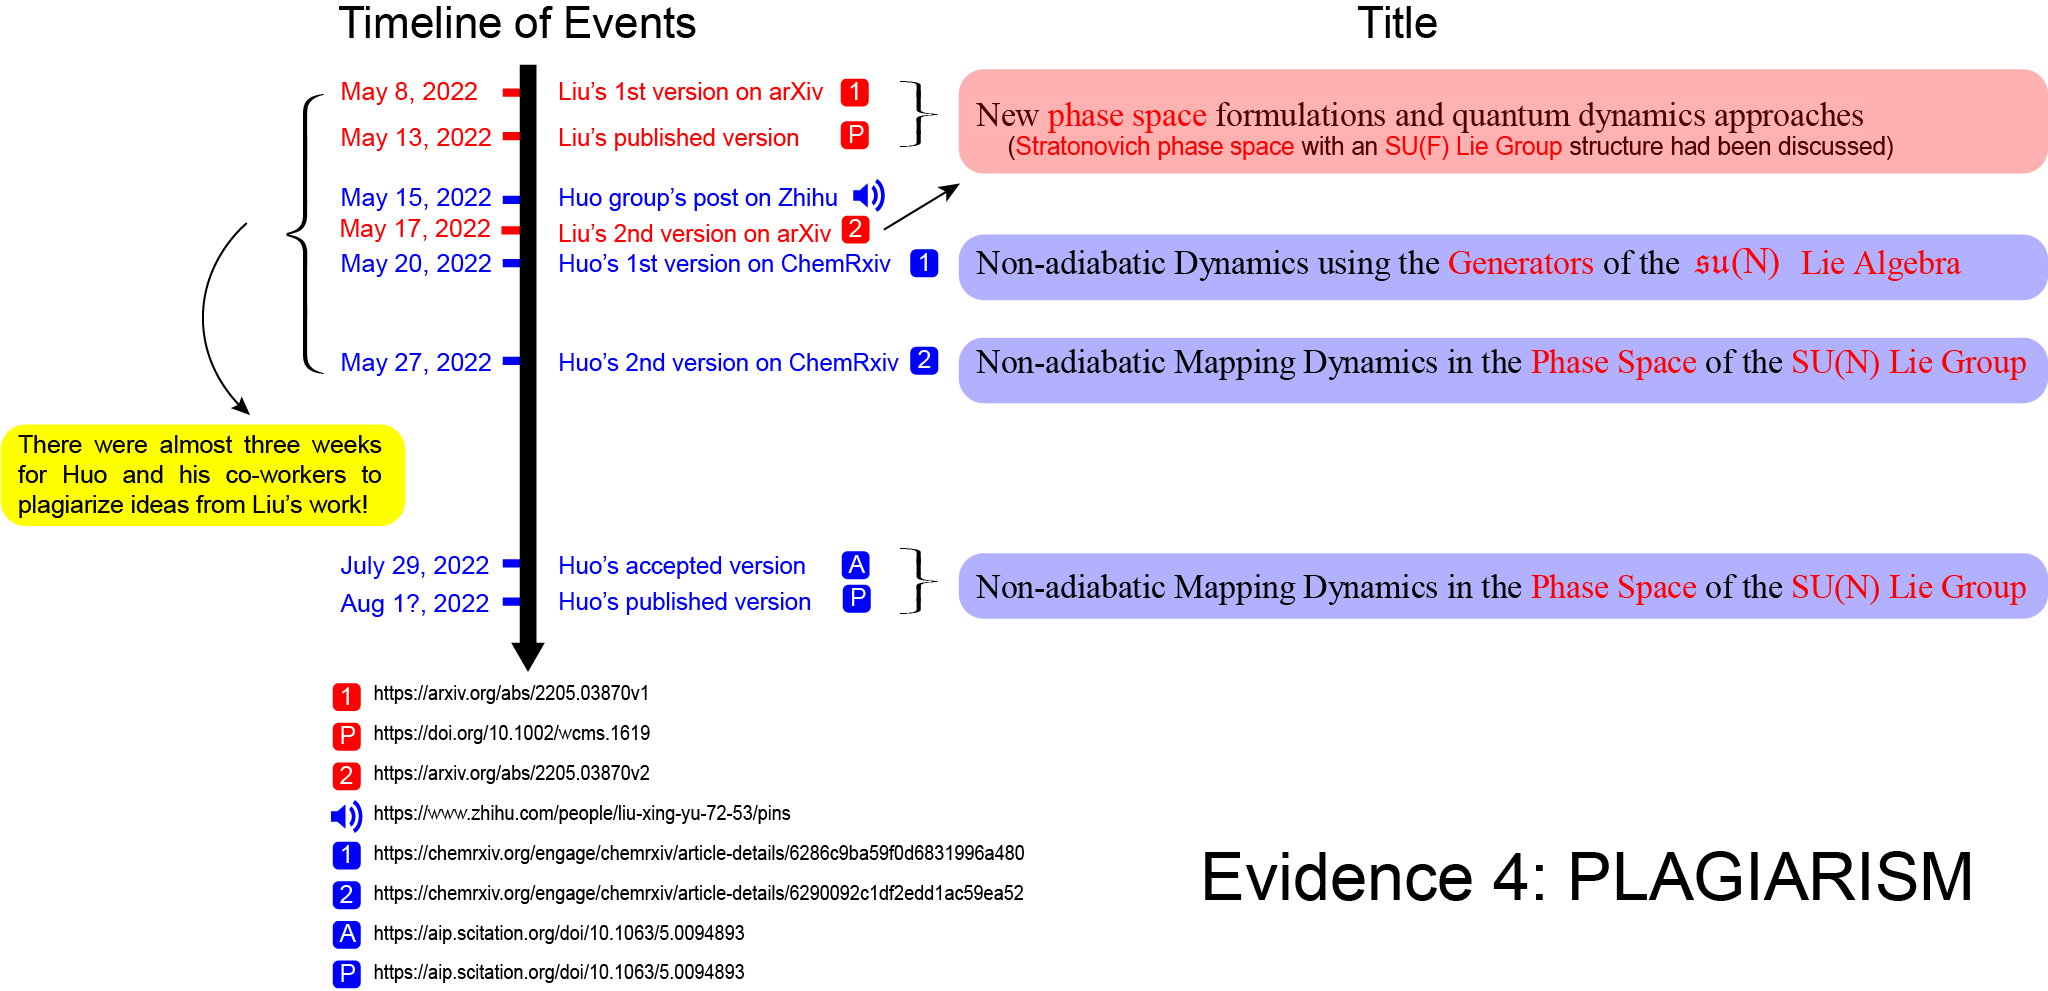 Timeline of Events
Title
May 8, 2022 Liu's 1st version on arXiv 1
May 13, 2022 Liu's published version P
New phase space formulations and quantum dynamics approaches
(Stratonovich phase space with an SU(F) Lie Group structure had been discussed)
May 15, 2022 Huo group's post on Zhihu
May 17, 2022 Liu's 2nd version on arXiv 2
May 20, 2022 Huo's 1st version on ChemRxiv 1
Non-adiabatic Dynamics using the Generators of the 𝔰𝔲(N) Lie Algebra
May 27, 2022 Huo's 2nd version on ChemRxiv 2
Non-adiabatic Mapping Dynamics in the Phase Space of the SU(N) Lie Group
There were almost three weeks
for Huo and his co-workers to
plagiarize ideas from Liu's work!
July 29, 2022 Huo's accepted version A
Aug 1?, 2022 Huo's published version P
Non-adiabatic Mapping Dynamics in the Phase Space of the SU(N) Lie Group
1 https://arxiv.org/abs/2205.03870v1
P https://doi.org/10.1002/wcms.1619
2 https://arxiv.org/abs/2205.03870v2
https://www.zhihu.com/people/liu-xing-yu-72-53/pins
1 https://chemrxiv.org/engage/chemrxiv/article-details/6286c9ba59f0d6831996a480
2 https://chemrxiv.org/engage/chemrxiv/article-details/6290092c1df2edd1ac59ea52
A https://aip.scitation.org/doi/10.1063/5.0094893
P https://aip.scitation.org/doi/10.1063/5.0094893
Evidence 4: PLAGIARISM